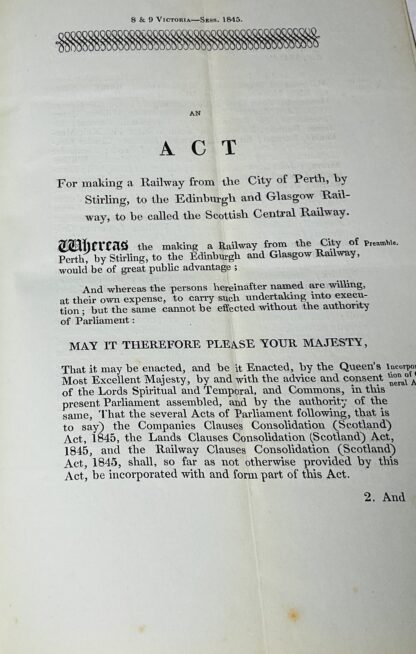 8 & 9 VICTORIA—SESS. 1845.
AN
ACT
For making a Railway from the City of Perth, by
Stirling, to the Edinburgh and Glasgow Rail-
way, to be called the Scottish Central Railway.
Whereas the making a Railway from the City of Preamble.
Perth, by Stirling, to the Edinburgh and Glasgow Railway,
would be of great public advantage;
And whereas the persons hereinafter named are willing,
at their own expense, to carry such undertaking into execu-
tion; but the same cannot be effected without the authority
of Parliament:
MAY IT THEREFORE PLEASE YOUR MAJESTY,
That it may be enacted, and be it Enacted, by the Queen's Incorpor
Most Excellent Majesty, by and with the advice and consent tion of
of the Lords Spiritual and Temporal, and Commons, in this neral A
present Parliament assembled, and by the authority of the
same, That the several Acts of Parliament following, that is
to say) the Companies Clauses Consolidation (Scotland)
Act, 1845, the Lands Clauses Consolidation (Scotland) Act,
1845, and the Railway Clauses Consolidation (Scotland)
Act, 1845, shall, so far as not otherwise provided by this
Act, be incorporated with and form part of this Act.
2. And